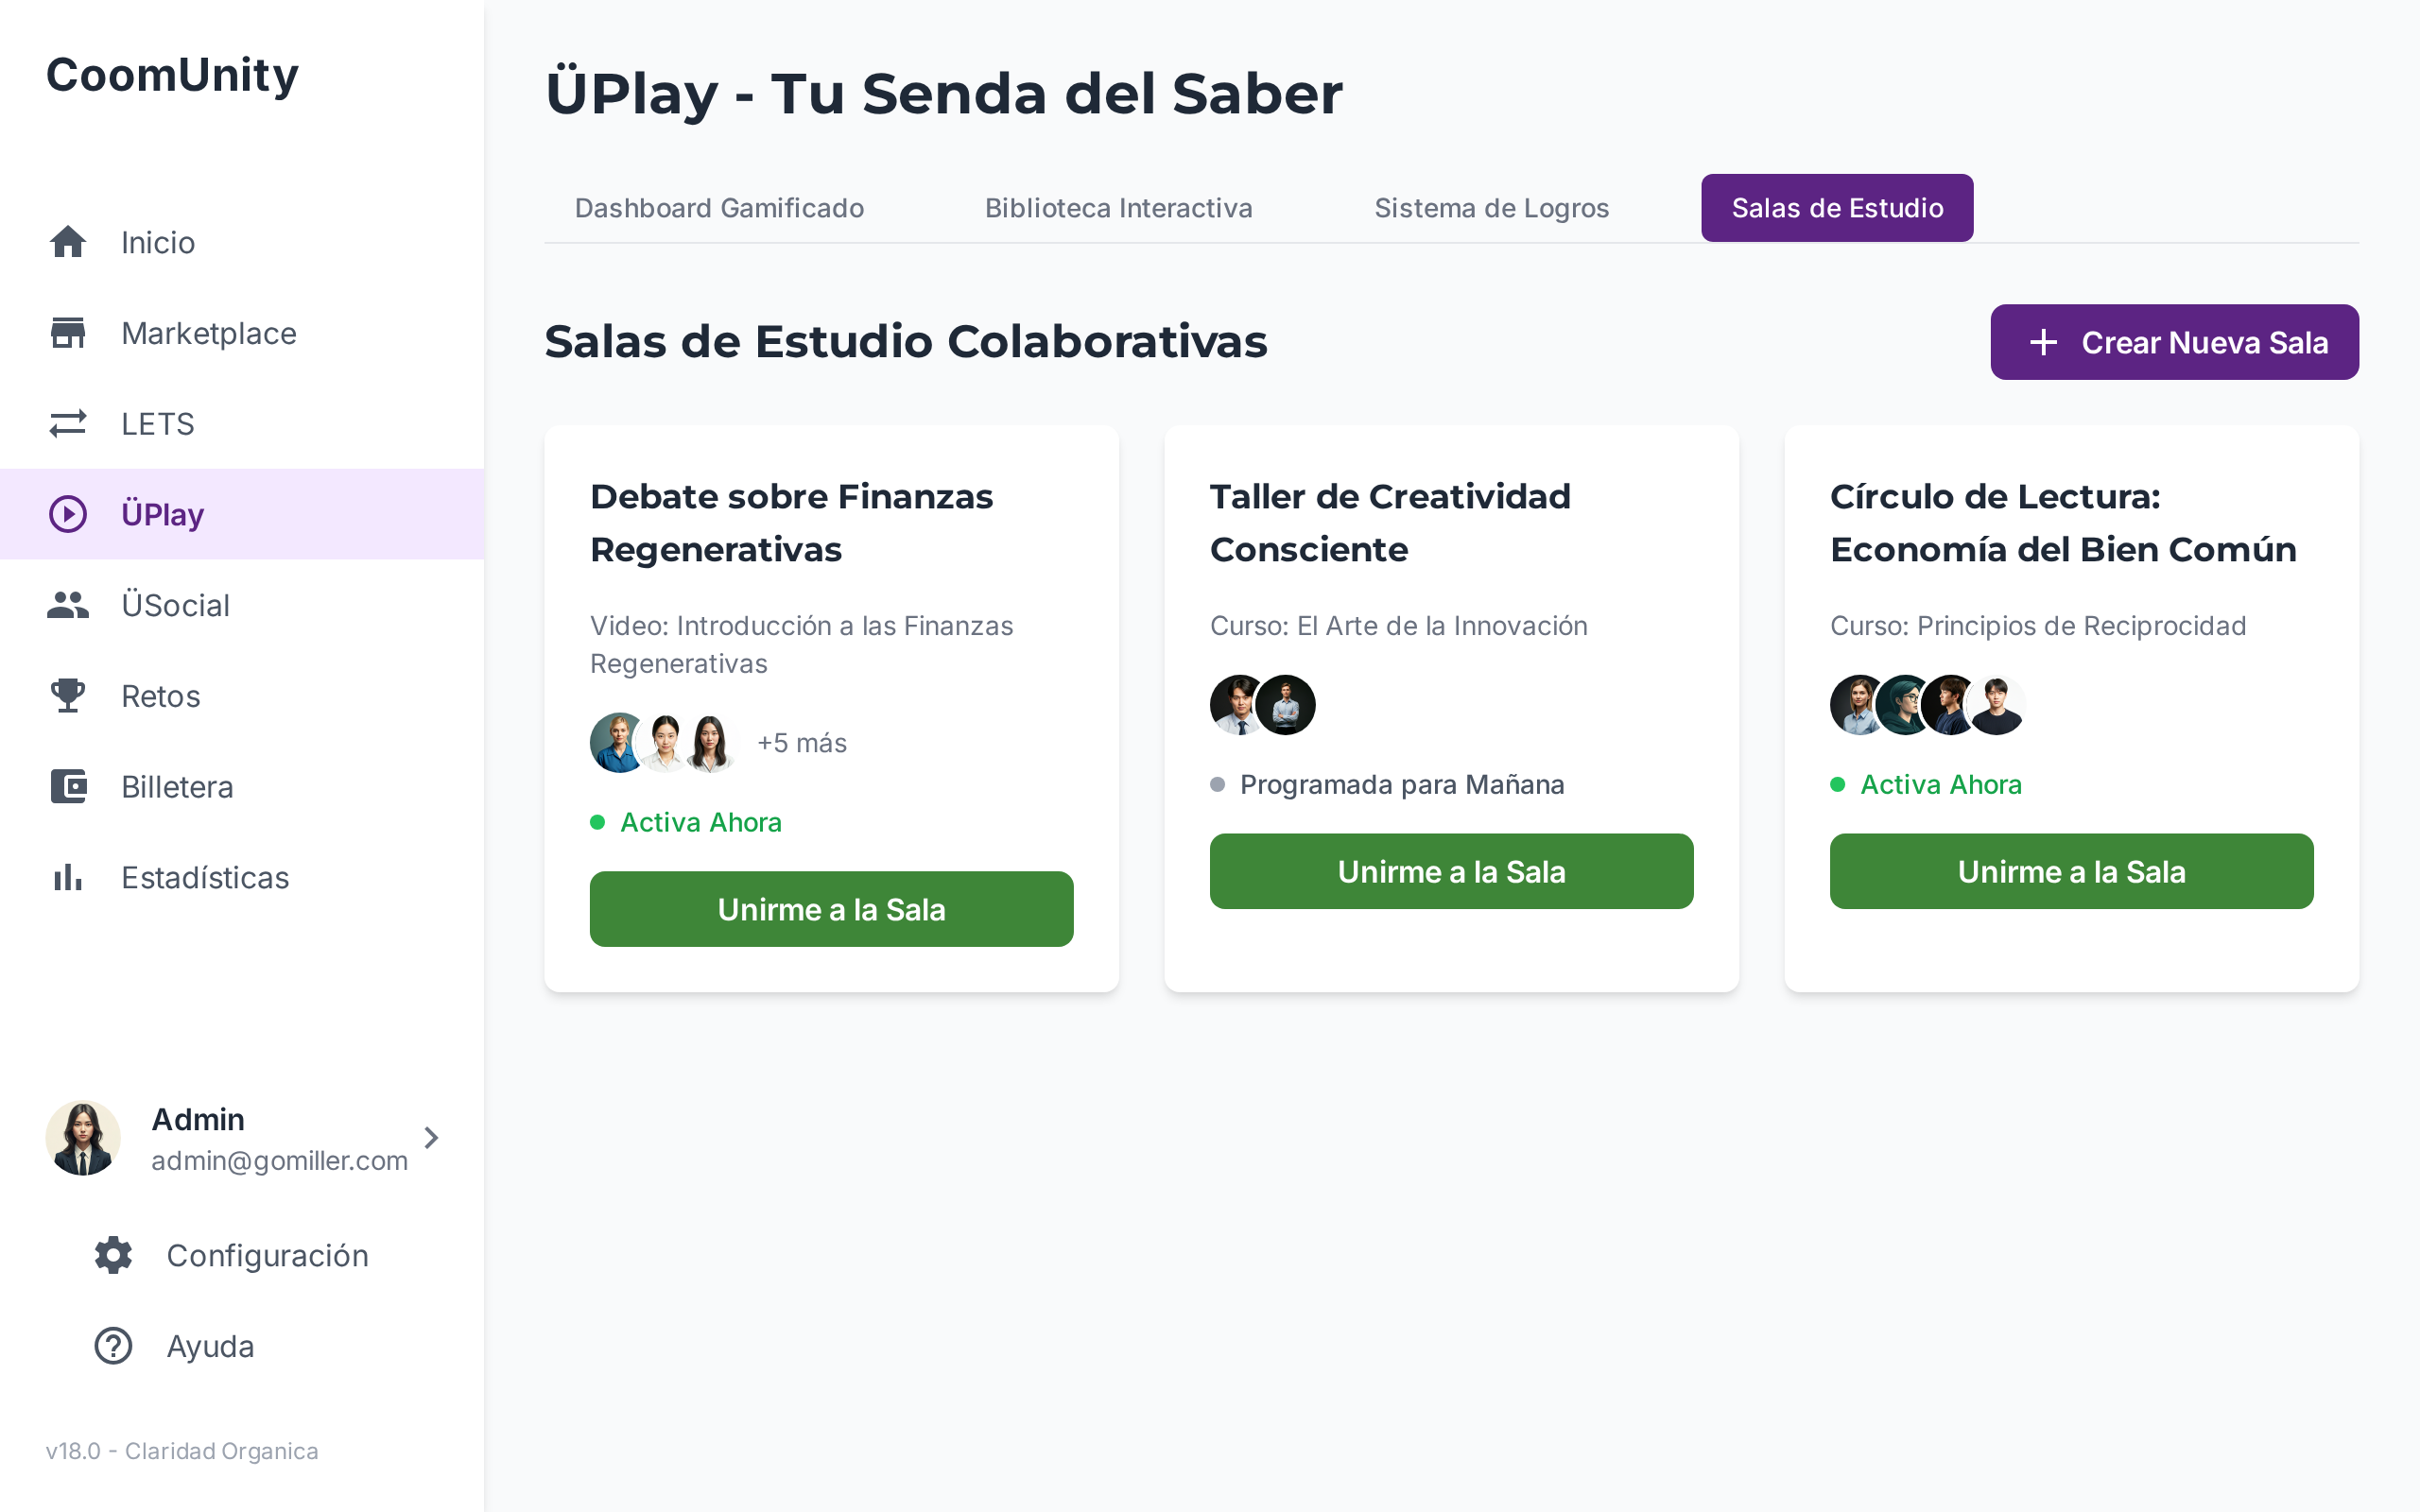 CoomUnity
Inicio
Marketplace
LETS
ÜPlay
ÜSocial
Retos
Billetera
Estadísticas
Admin
admin@gomiller.com
Configuración
Ayuda
v18.0 - Claridad Organica
ÜPlay - Tu Senda del Saber
Dashboard Gamificado
Biblioteca Interactiva
Sistema de Logros
Salas de Estudio
Salas de Estudio Colaborativas
Crear Nueva Sala
Debate sobre Finanzas
Regenerativas
Video: Introducción a las Finanzas
Regenerativas
+5 más
Activa Ahora
Unirme a la Sala
Taller de Creatividad
Consciente
Curso: El Arte de la Innovación
Programada para Mañana
Unirme a la Sala
Círculo de Lectura:
Economía del Bien Común
Curso: Principios de Reciprocidad
Activa Ahora
Unirme a la Sala